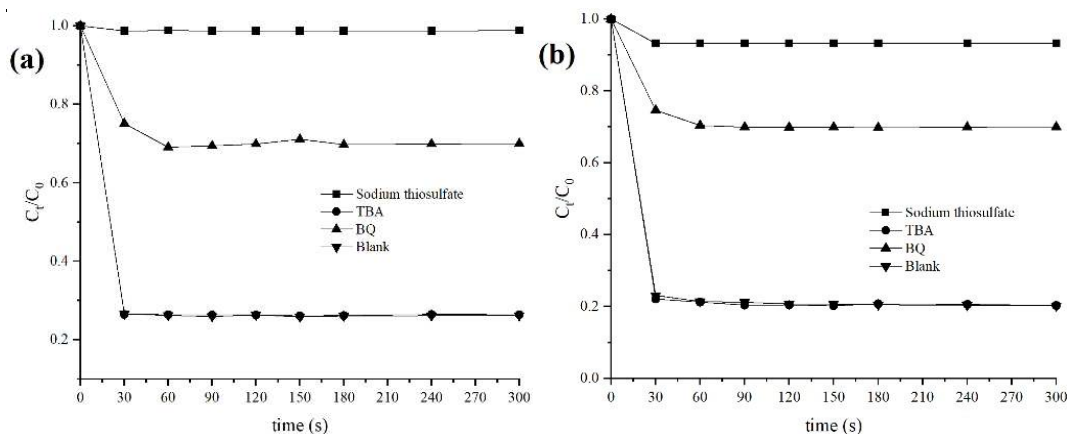 (a)
1.0
0.8
0.6
0.4
0.2
C_t/C_0
Sodium thiosulfate
TBA
BQ
Blank
0 30 60 90 120 150 180 210 240 270 300
time (s)
(b)
1.0
0.8
0.6
0.4
0.2
0.0
C_t/C_0
Sodium thiosulfate
TBA
BQ
Blank
0 30 60 90 120 150 180 210 240 270 300
time (s)